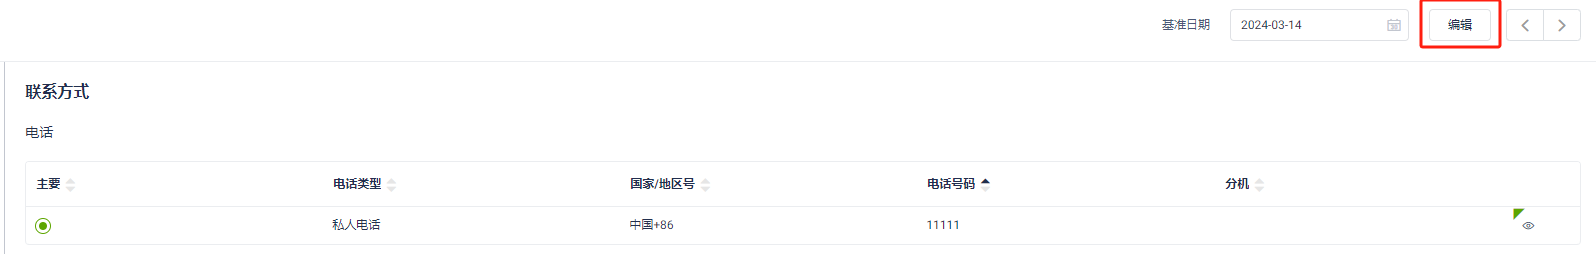 基准日期 2024-03-14 编辑
联系方式
电话
主要 电话类型 国家/地区号 电话号码 分机
私人电话 中国+86 11111